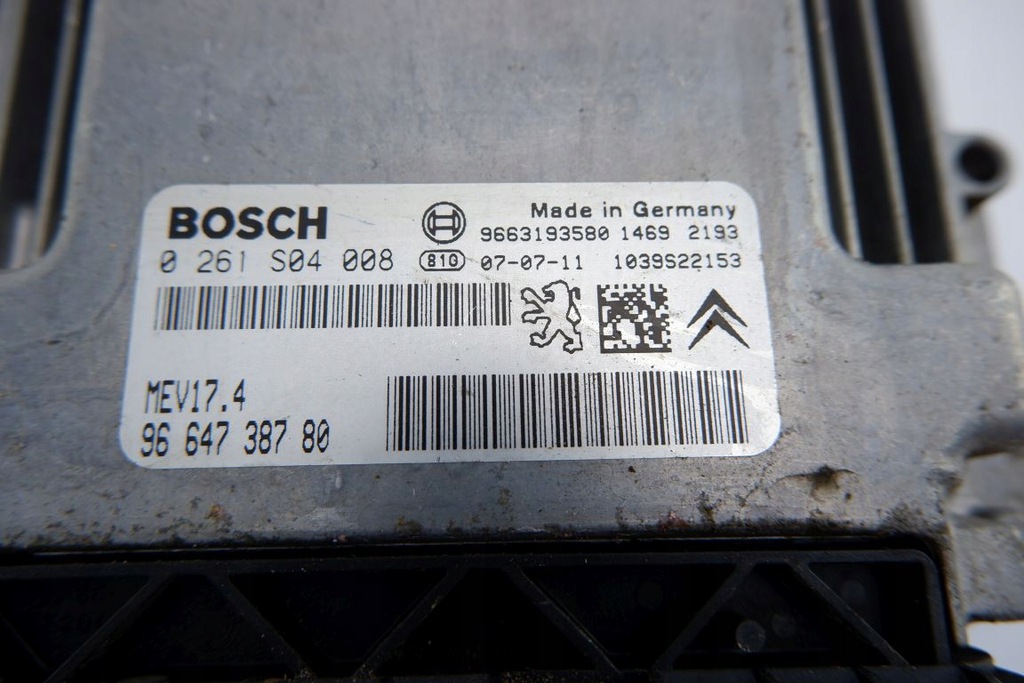 BOSCH
Made in Germany
9663193580 1469 2193
0 261 S04 008 810 07-07-11 1039S22153
MEV17.4
96 647 387 80